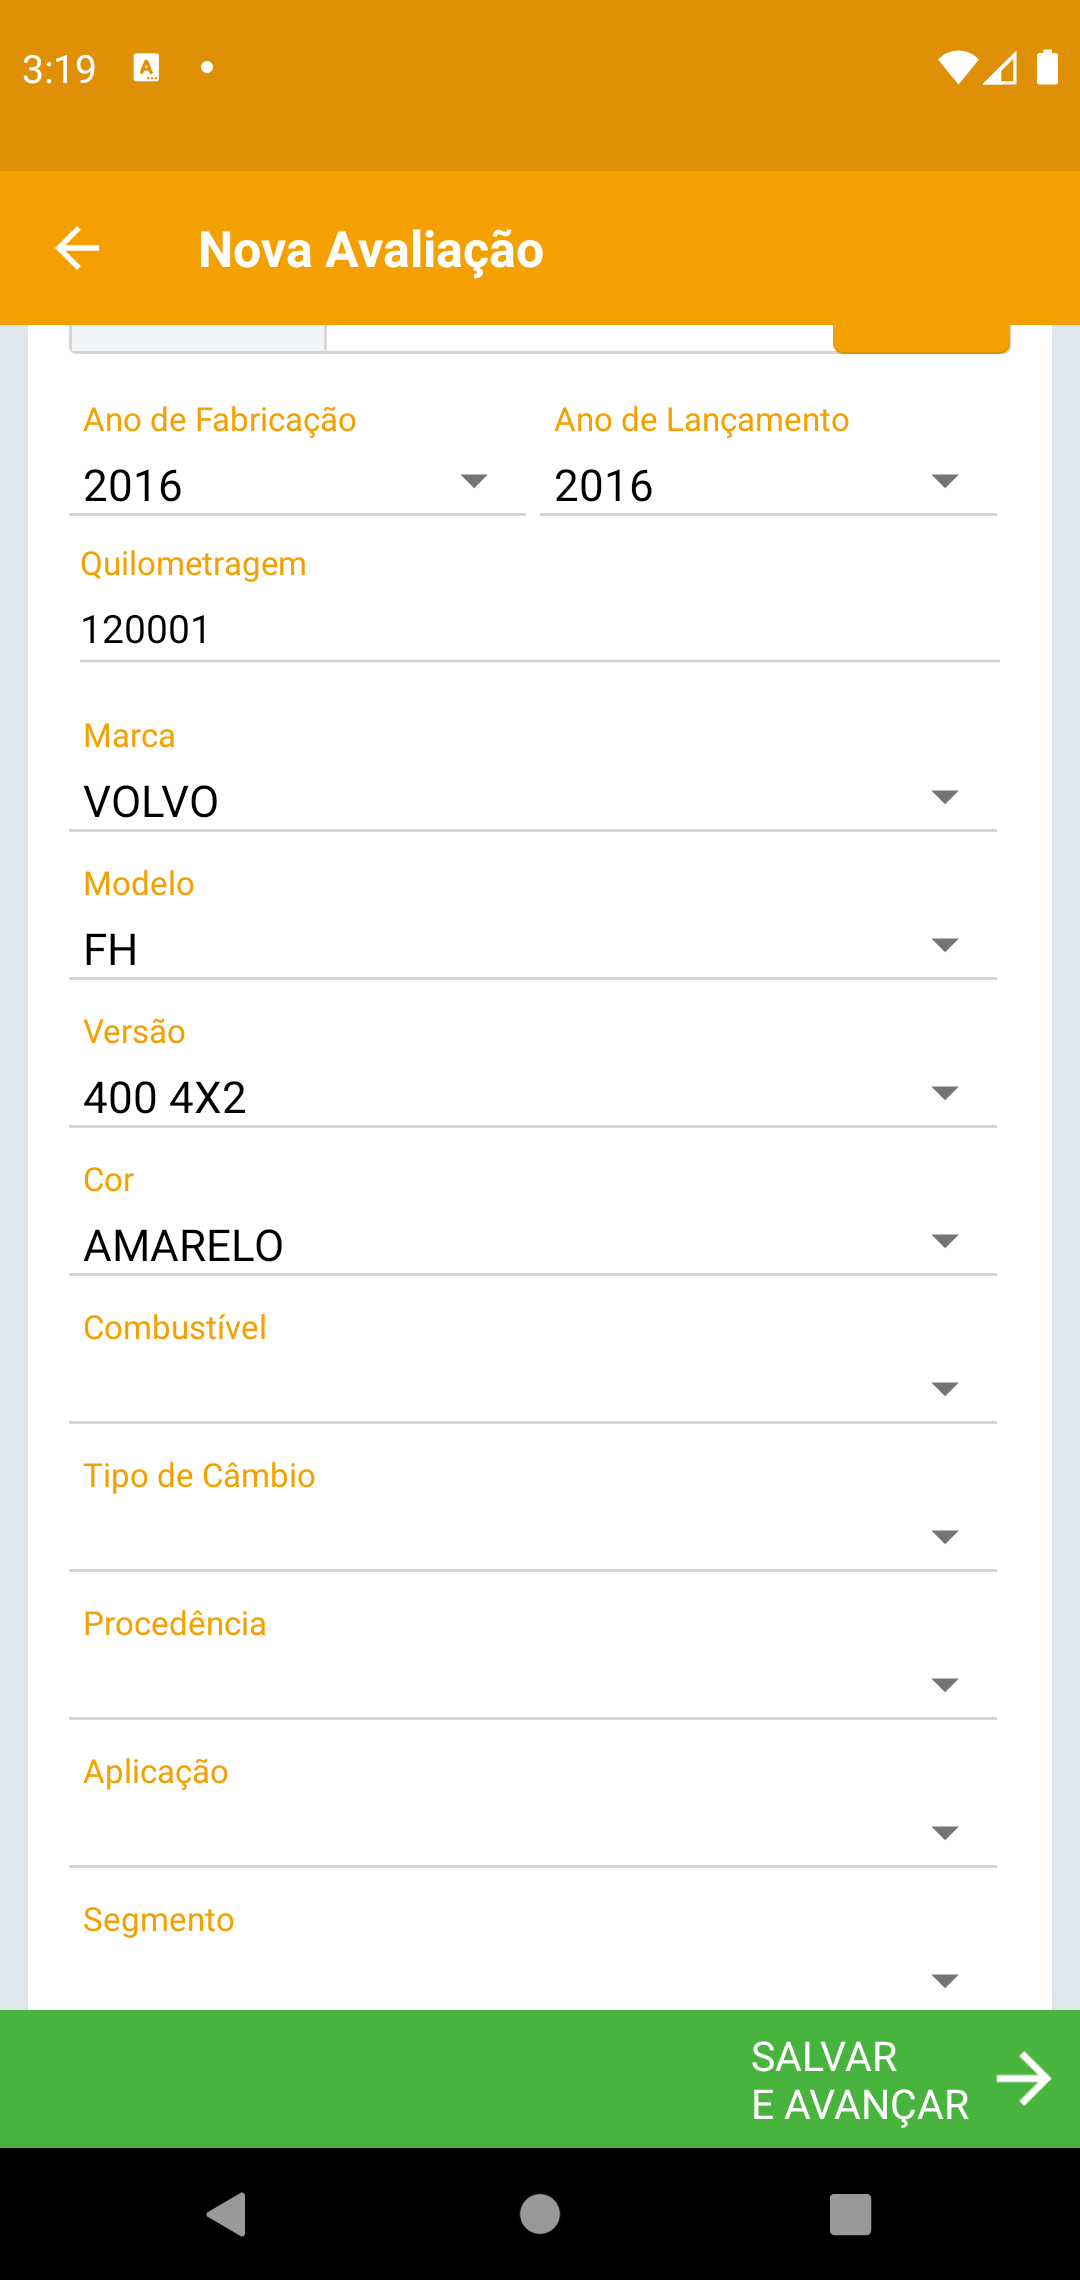 3:19
Nova Avaliação
Ano de Fabricação
Ano de Lançamento
2016
2016
Quilometragem
120001
Marca
VOLVO
Modelo
FH
Versão
400 4X2
Cor
AMARELO
Combustível
Tipo de Câmbio
Procedência
Aplicação
Segmento
SALVAR
E AVANÇAR